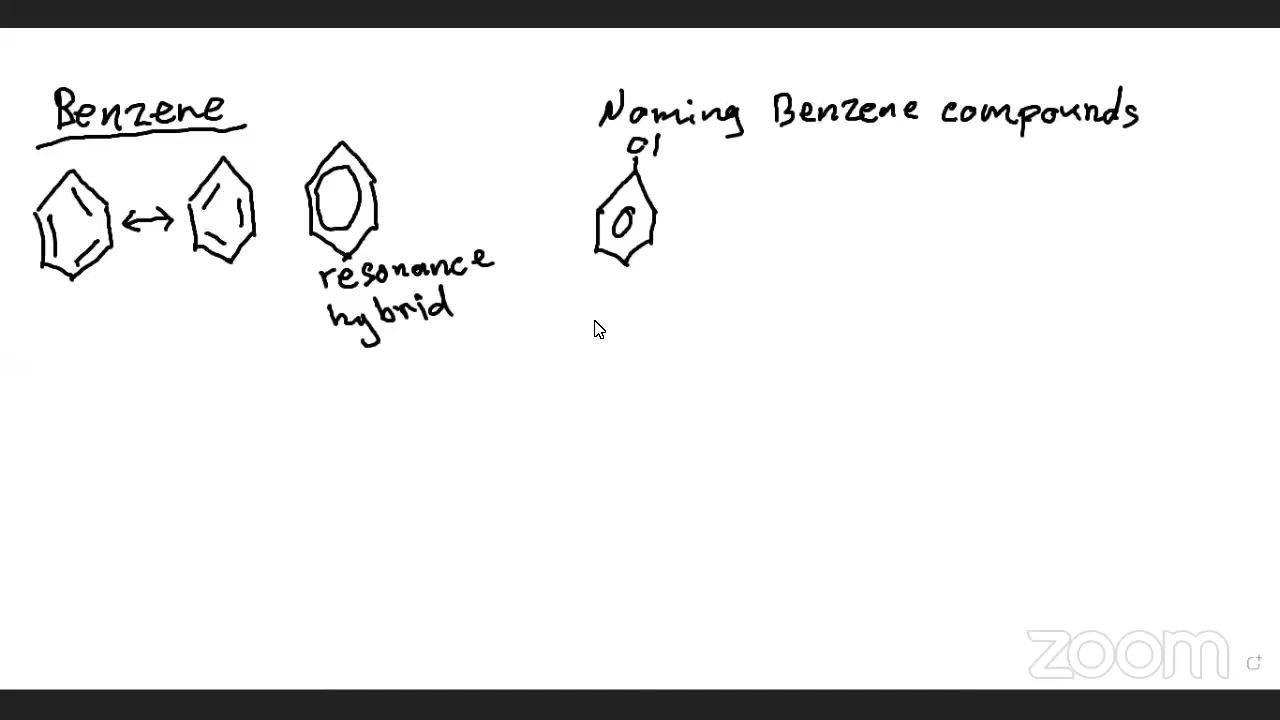 Benzene
resonance
hybrid
Naming Benzene compounds
zoom